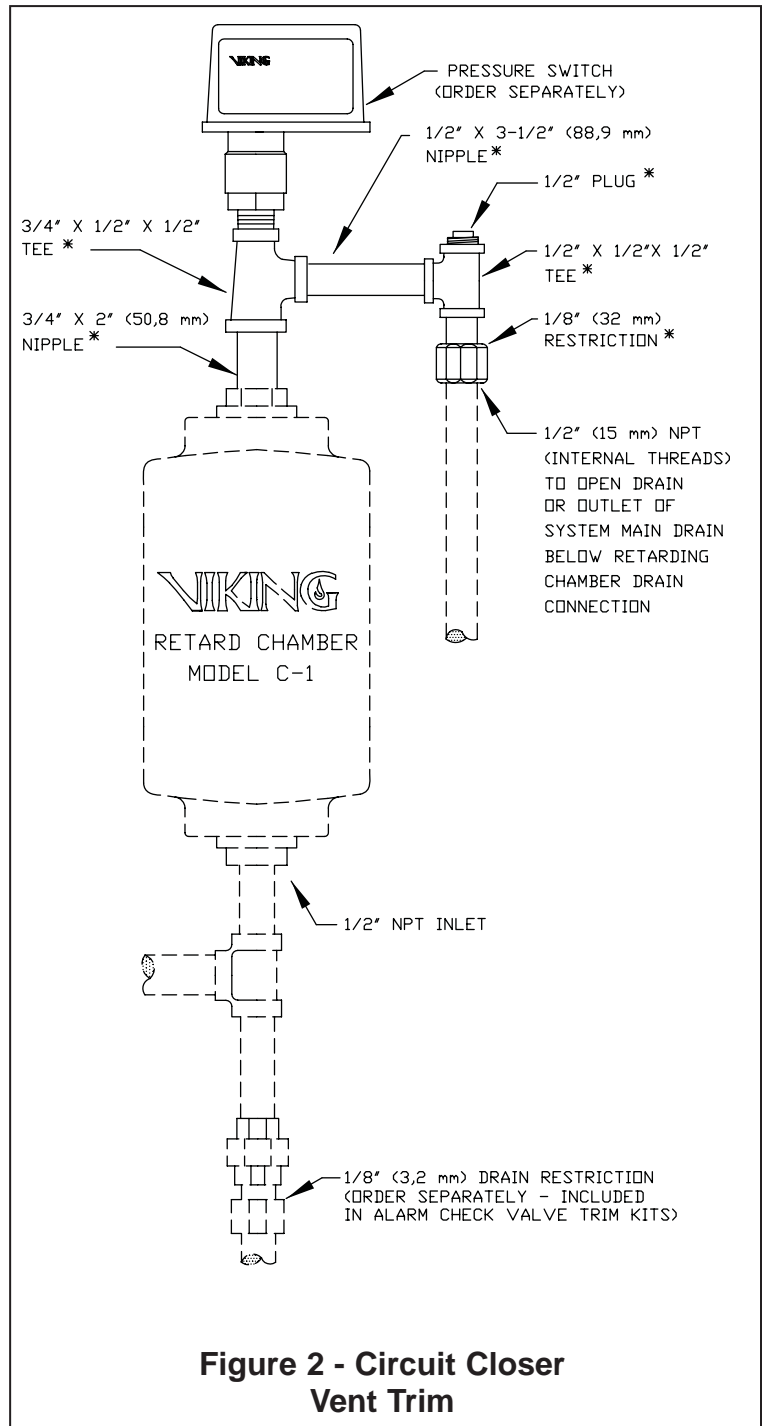 VIKING
PRESSURE SWITCH
(ORDER SEPARATELY)
1/2" X 3-1/2" (88,9 mm)
NIPPLE*
1/2" PLUG *
3/4" X 1/2" X 1/2"
TEE *
1/2" X 1/2"X 1/2"
TEE *
3/4" X 2" (50,8 mm)
NIPPLE*
1/8" (32 mm)
RESTRICTION*
1/2" (15 mm) NPT
(INTERNAL THREADS)
TO OPEN DRAIN
OR OUTLET OF
SYSTEM MAIN DRAIN
BELOW RETARDING
CHAMBER DRAIN
CONNECTION
VIKING
RETARD CHAMBER
MODEL C-1
1/2" NPT INLET
1/8" (3,2 mm) DRAIN RESTRICTION
(ORDER SEPARATELY - INCLUDED
IN ALARM CHECK VALVE TRIM KITS)
Figure 2 - Circuit Closer
Vent Trim